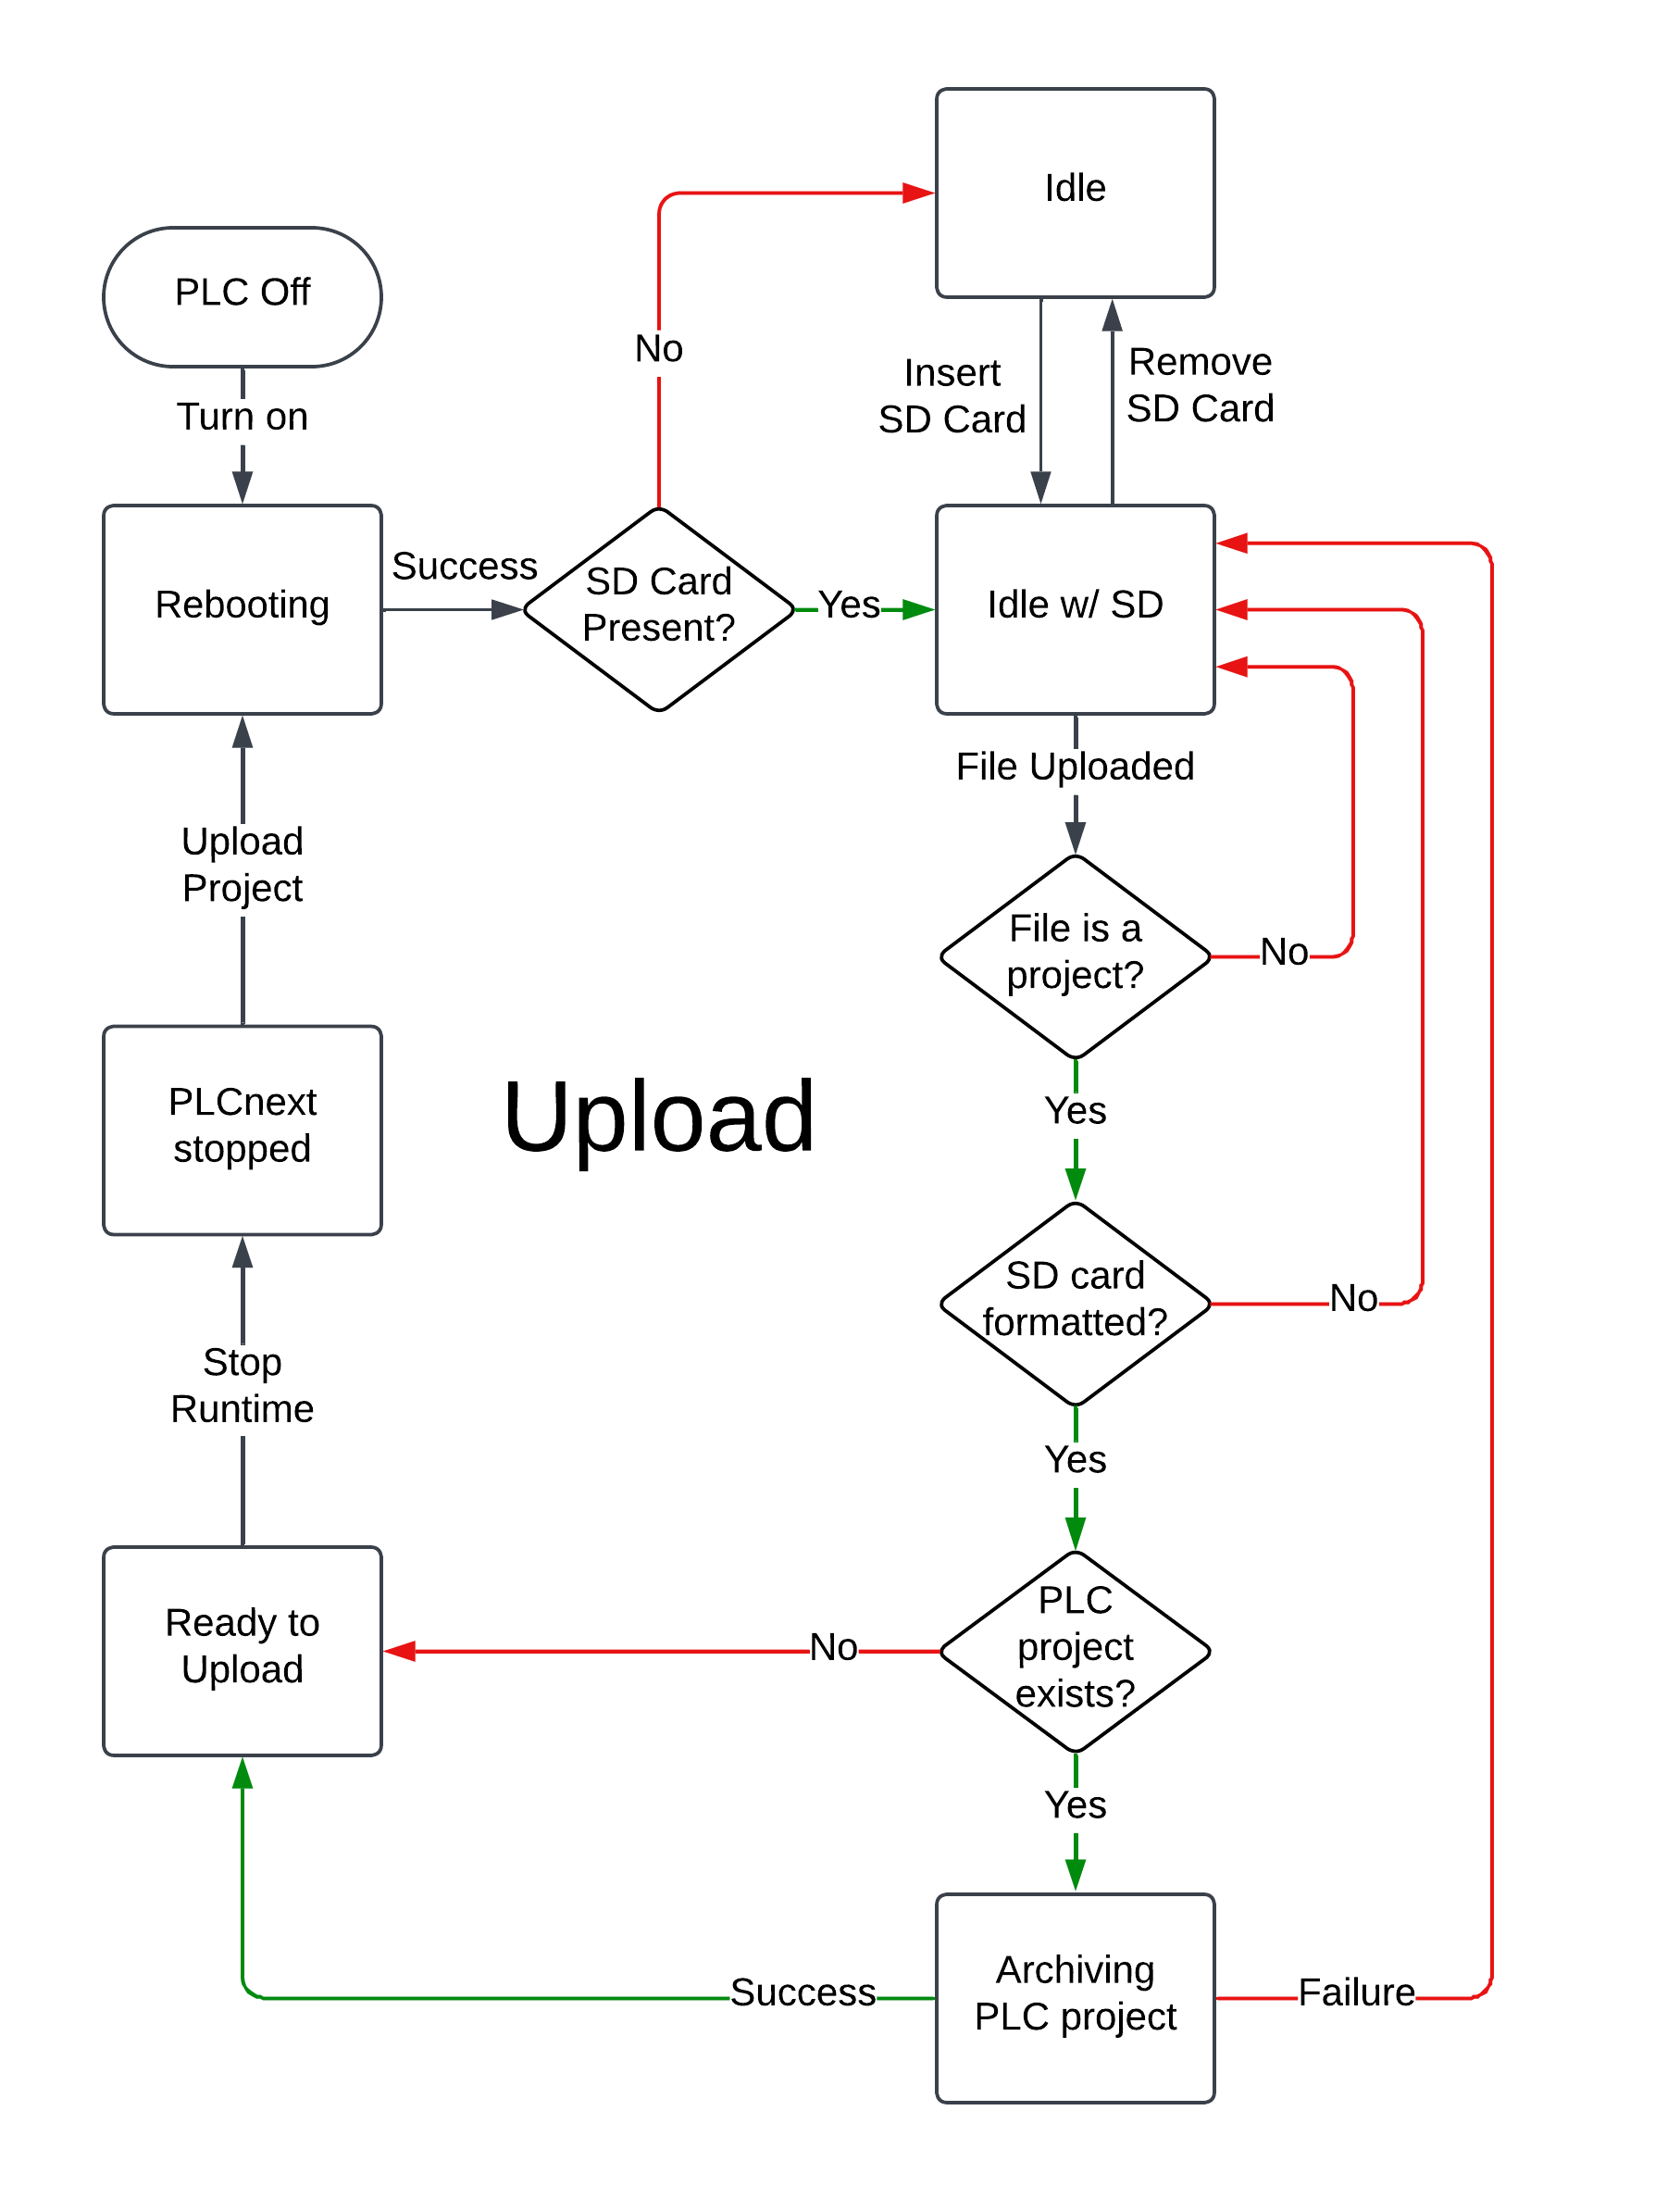 Idle
PLC Off
No
Insert
SD Card
Remove
SD Card
Turn on
Rebooting
Success
SD Card
Present?
Yes
Idle w/ SD
File Uploaded
Upload
Project
File is a
project?
No
PLCnext
stopped
Upload
Yes
SD card
formatted?
No
Stop
Runtime
Yes
Ready to
Upload
No
PLC
project
exists?
Yes
Success
Archiving
PLC project
Failure